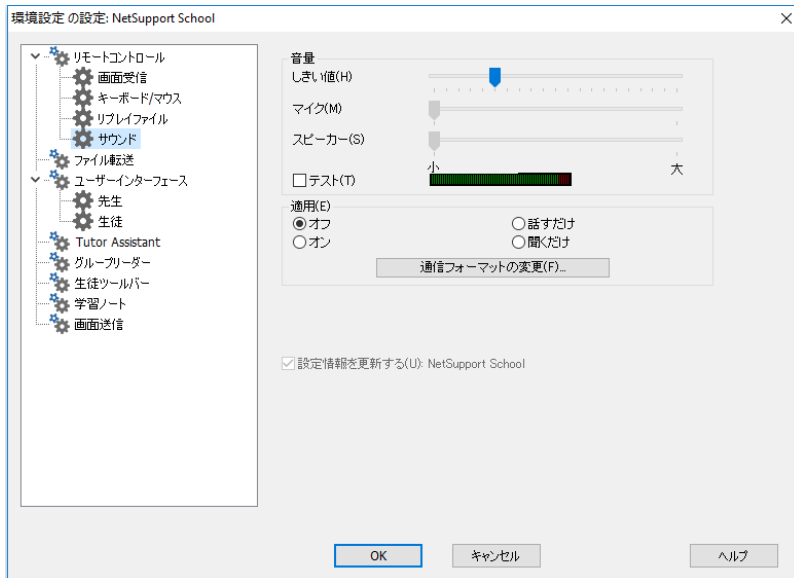 環境設定 の設定: NetSupport School
リモートコントロール
画面受信
キーボード/マウス
リプレイファイル
サウンド
ファイル転送
ユーザーインターフェース
先生
生徒
Tutor Assistant
グループリーダー
生徒ツールバー
学習ノート
画面送信
音量
しきい値(H)
マイク(M)
スピーカー(S)
小 大
テスト(T)
適用(E)
オフ 話すだけ
オン 聞くだけ
通信フォーマットの変更(F)...
設定情報を更新する(U): NetSupport School
OK キャンセル ヘルプ